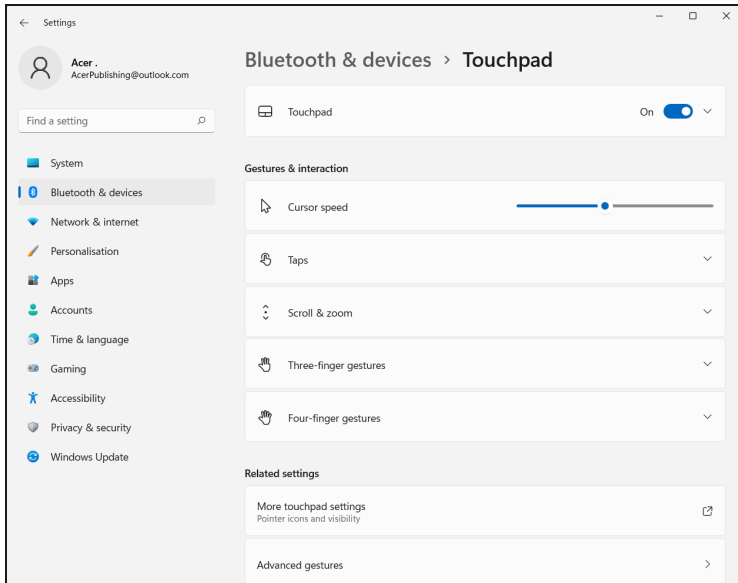 Settings
Acer .
AcerPublishing@outlook.com
Find a setting
System
Bluetooth & devices
Network & internet
Personalisation
Apps
Accounts
Time & language
Gaming
Accessibility
Privacy & security
Windows Update
Bluetooth & devices > Touchpad
Touchpad
On
Gestures & interaction
Cursor speed
Taps
Scroll & zoom
Three-finger gestures
Four-finger gestures
Related settings
More touchpad settings
Pointer icons and visibility
Advanced gestures